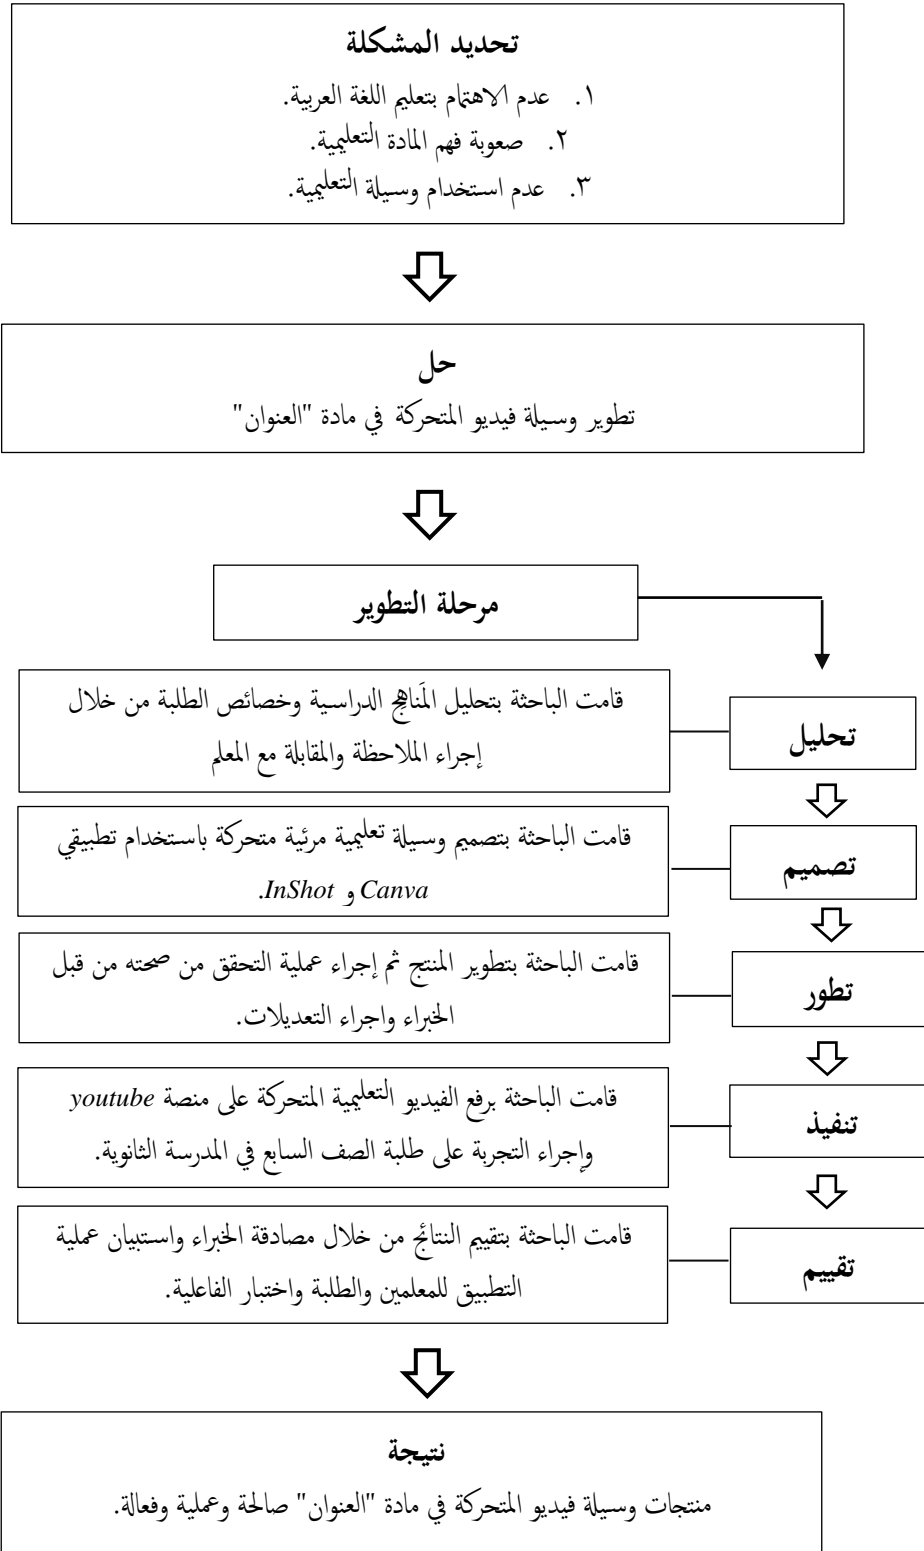 تحديد المشكلة
١. عدم الاهتمام بتعليم اللغة العربية.
٢. صعوبة فهم المادة التعليمية.
٣. عدم استخدام وسيلة التعليمية.
حل
تطوير وسيلة فيديو المتحركة في مادة "العنوان"
مرحلة التطوير
تحليل
قامت الباحثة بتحليل المَناهِج الدراسية وخصائص الطلبة من خلال
إجراء الملاحظة والمقابلة مع المعلم
تصميم
قامت الباحثة بتصميم وسيلة تعليمية مرئية متحركة باستخدام تطبيقي
Canva و InShot.
تطور
قامت الباحثة بتطوير المنتج ثم إجراء عملية التحقق من صحته من قبل
الخبراء واجراء التعديلات.
تنفيذ
قامت الباحثة برفع الفيديو التعليمية المتحركة على منصة youtube
وإجراء التجربة على طلبة الصف السابع في المدرسة الثانوية.
تقييم
قامت الباحثة بتقييم النتائج من خلال مصادقة الخبراء واستبيان عملية
التطبيق للمعلمين والطلبة واختبار الفاعلية.
نتيجة
منتجات وسيلة فيديو المتحركة في مادة "العنوان" صالحة وعملية وفعالة.